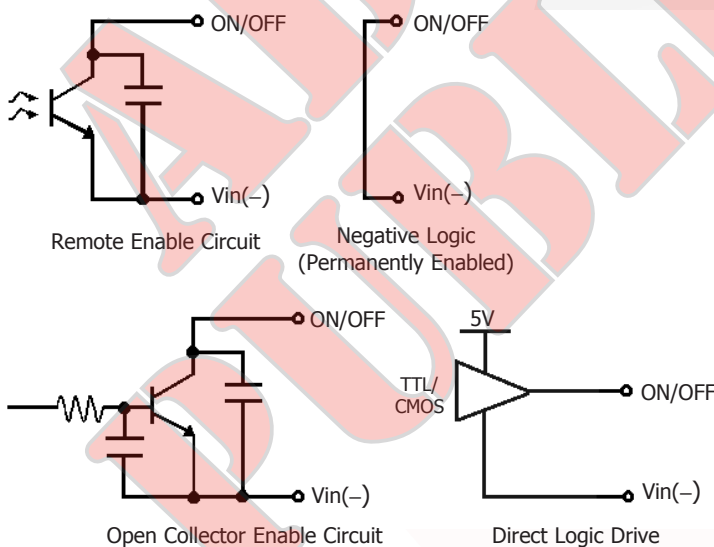 ON/OFF
Vin(−)
Remote Enable Circuit
ON/OFF
Vin(−)
Negative Logic
(Permanently Enabled)
ON/OFF
Vin(−)
Open Collector Enable Circuit
5V
TTL/
CMOS
ON/OFF
Vin(−)
Direct Logic Drive